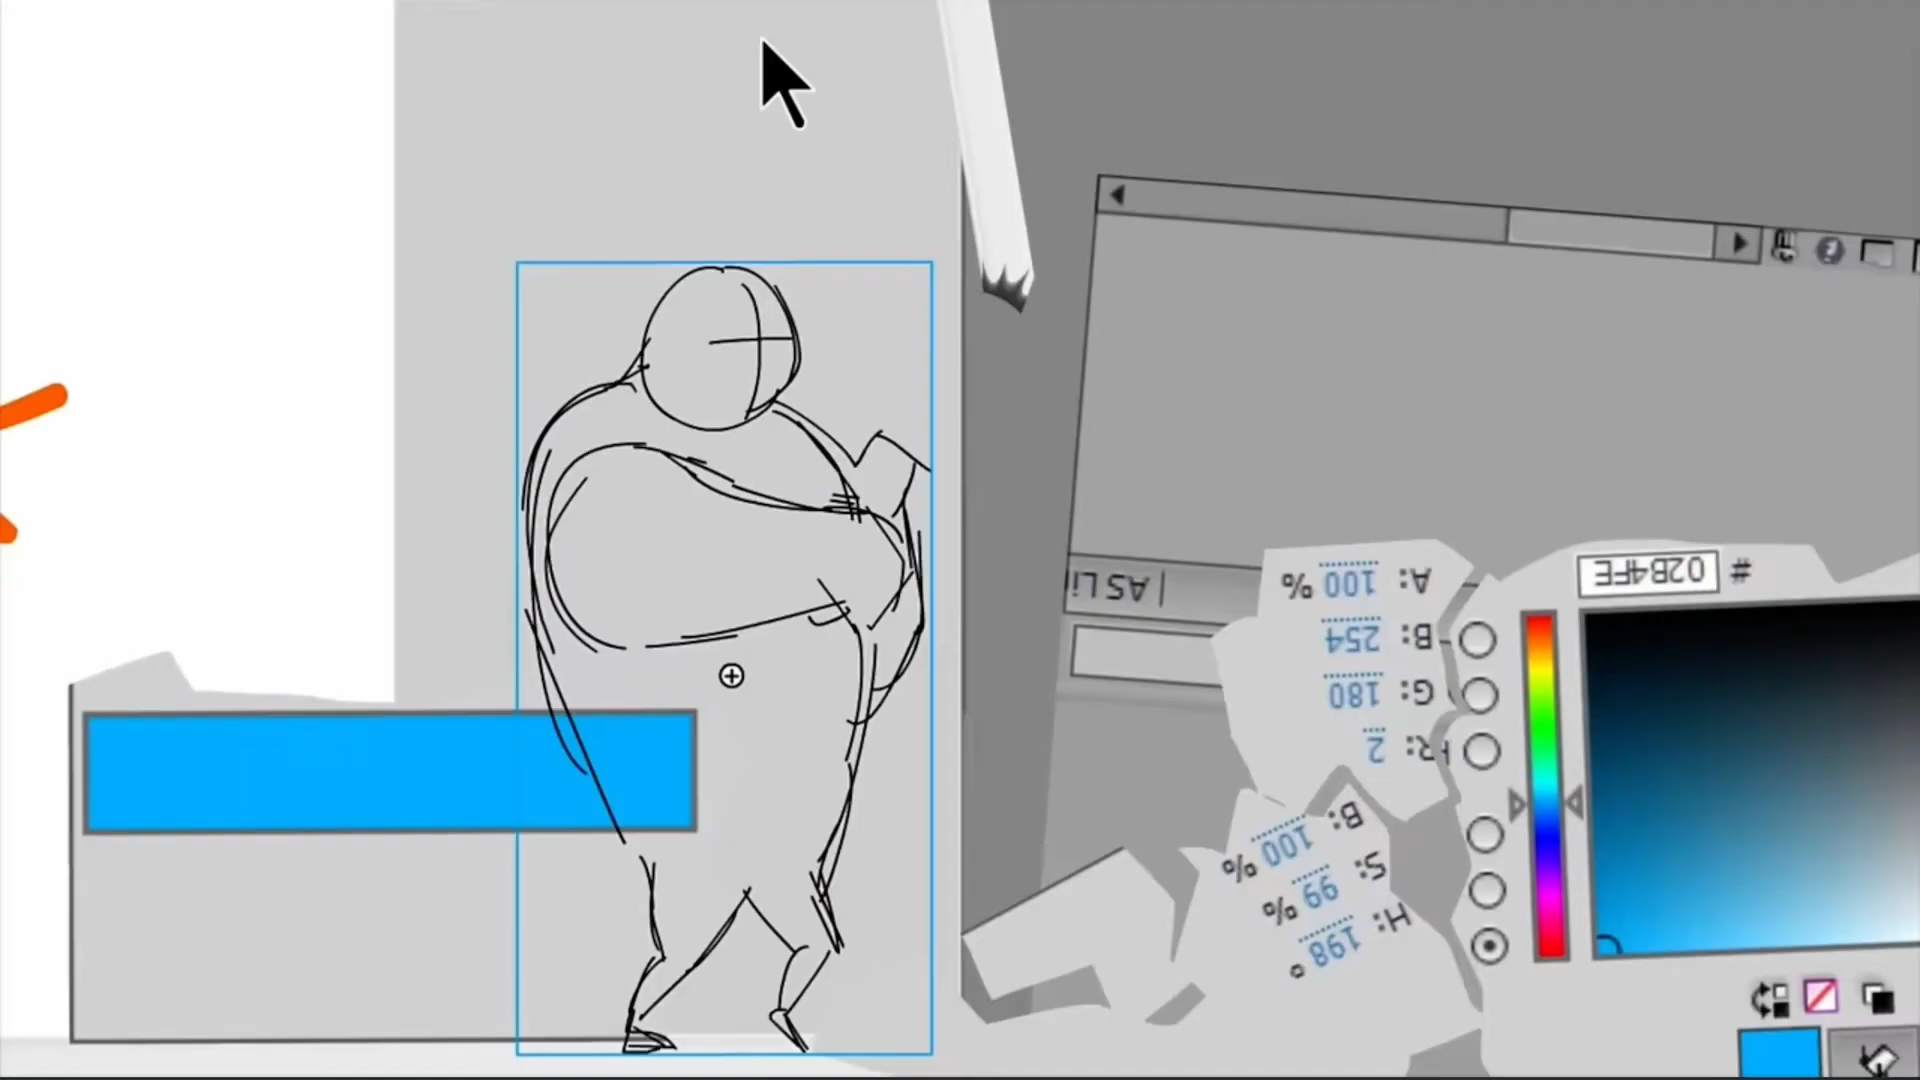 AS Li
# 02B4FE
A: 100 %
B: 254
G: 180
R: 2
B: 100 %
S: 99 %
H: 198 °